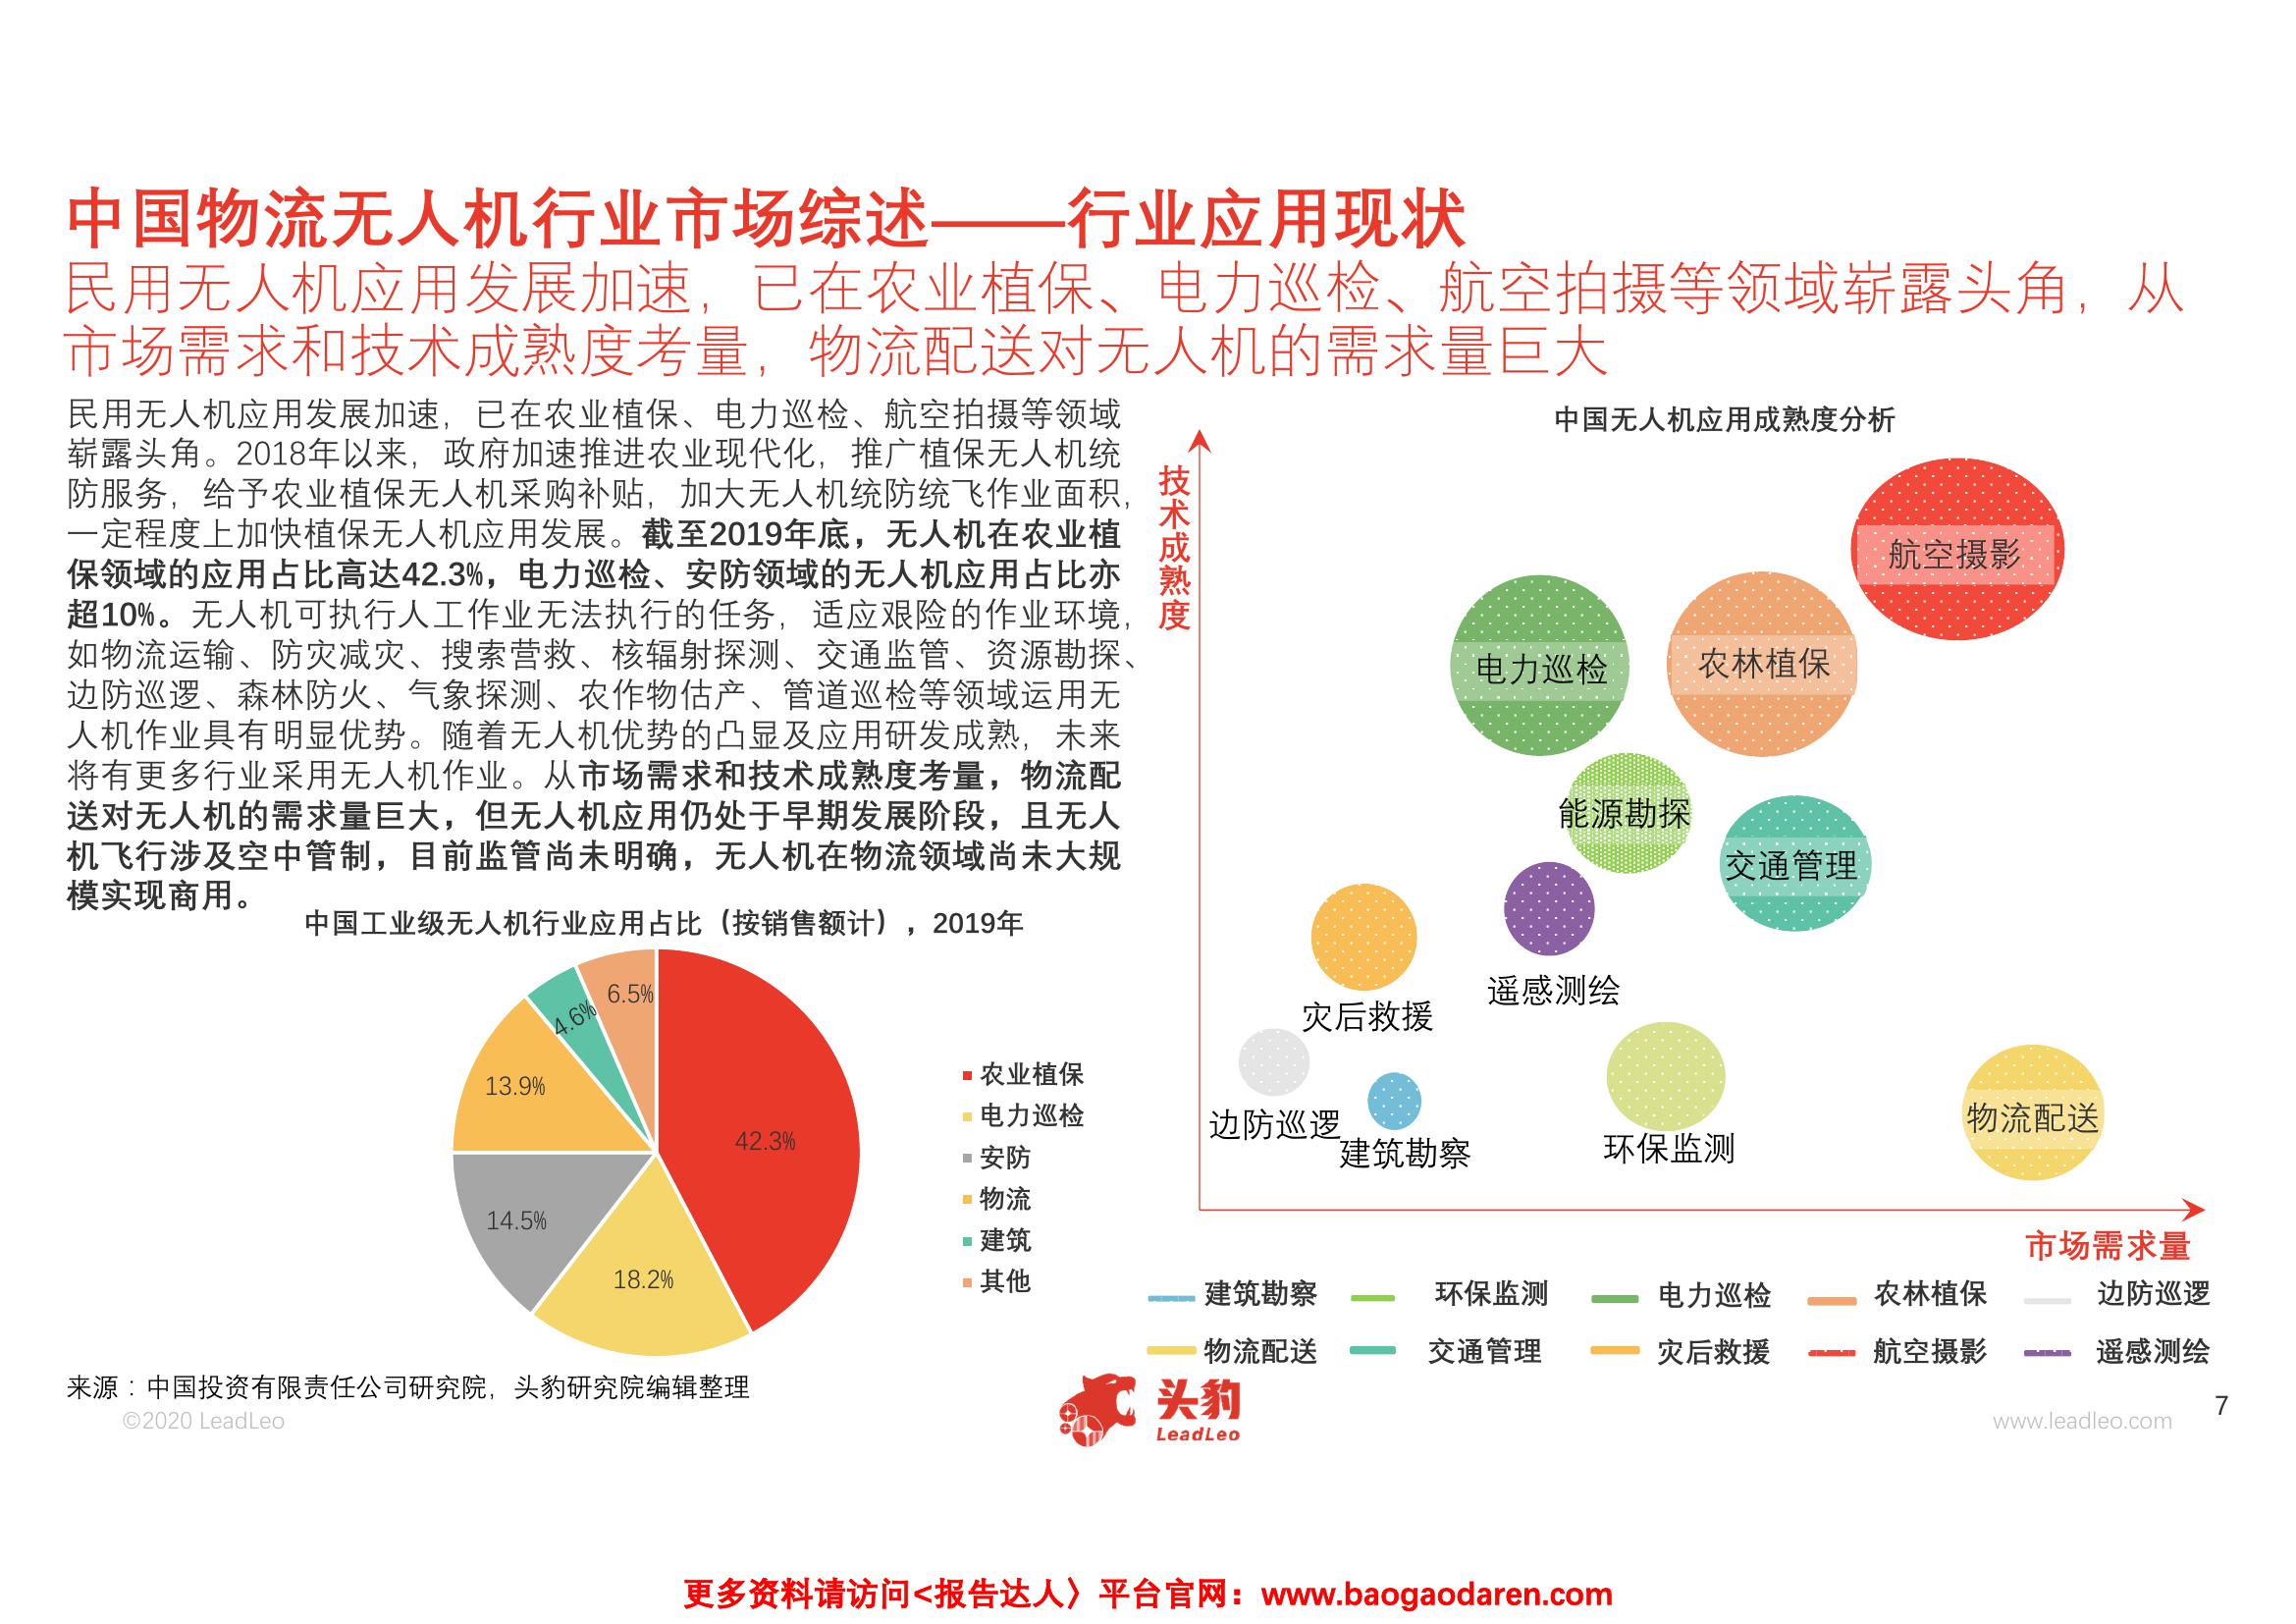 中国物流无人机行业市场综述——行业应用现状
民用无人机应用发展加速，已在农业植保、电力巡检、航空拍摄等领域崭露头角，从
市场需求和技术成熟度考量，物流配送对无人机的需求量巨大
民用无人机应用发展加速，已在农业植保、电力巡检、航空拍摄等领域
崭露头角。2018年以来，政府加速推进农业现代化，推广植保无人机统
防服务，给予农业植保无人机采购补贴，加大无人机统防统飞作业面积，
一定程度上加快植保无人机应用发展。截至2019年底，无人机在农业植
保领域的应用占比高达42.3%，电力巡检、安防领域的无人机应用占比亦
超10%。无人机可执行人工作业无法执行的任务，适应艰险的作业环境，
如物流运输、防灾减灾、搜索营救、核辐射探测、交通监管、资源勘探、
边防巡逻、森林防火、气象探测、农作物估产、管道巡检等领域运用无
人机作业具有明显优势。随着无人机优势的凸显及应用研发成熟，未来
将有更多行业采用无人机作业。从市场需求和技术成熟度考量，物流配
送对无人机的需求量巨大，但无人机应用仍处于早期发展阶段，且无人
机飞行涉及空中管制，目前监管尚未明确，无人机在物流领域尚未大规
模实现商用。
中国工业级无人机行业应用占比（按销售额计），2019年
6.5%
4.6%
13.9%
42.3%
14.5%
18.2%
农业植保
电力巡检
安防
物流
建筑
其他
中国无人机应用成熟度分析
技术成熟度
航空摄影
电力巡检
农林植保
能源勘探
交通管理
遥感测绘
灾后救援
边防巡逻
建筑勘察
环保监测
物流配送
市场需求量
建筑勘察
环保监测
电力巡检
农林植保
边防巡逻
物流配送
交通管理
灾后救援
航空摄影
遥感测绘
来源：中国投资有限责任公司研究院，头豹研究院编辑整理
©2020 LeadLeo
头豹
LeadLeo
www.leadleo.com
7
更多资料请访问<报告达人〉平台官网：www.baogaodaren.com